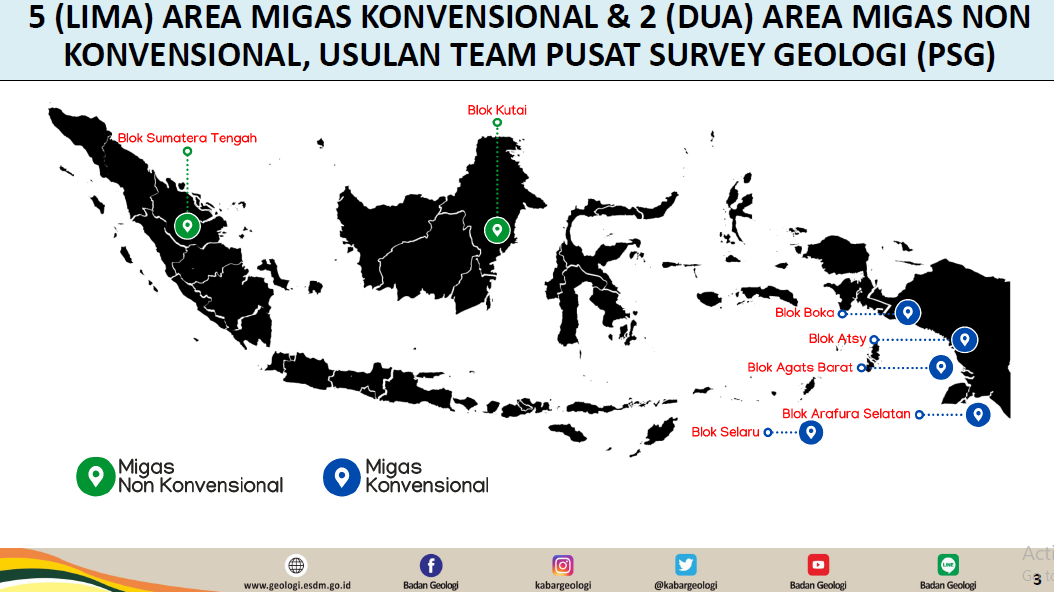 5 (LIMA) AREA MIGAS KONVENSIONAL & 2 (DUA) AREA MIGAS NON
KONVENSIONAL, USULAN TEAM PUSAT SURVEY GEOLOGI (PSG)
Blok Kutai
Blok Sumatera Tengah
Blok Boka
Blok Atsy
Blok Agats Barat
Blok Arafura Selatan
Blok Selaru
Migas
Non Konvensional
Migas
Konvensional
www.geologi.esdm.go.id
Badan Geologi
kabargeologi
@kabargeologi
Badan Geologi
LINE
Badan Geologi
Acti
Go to
3